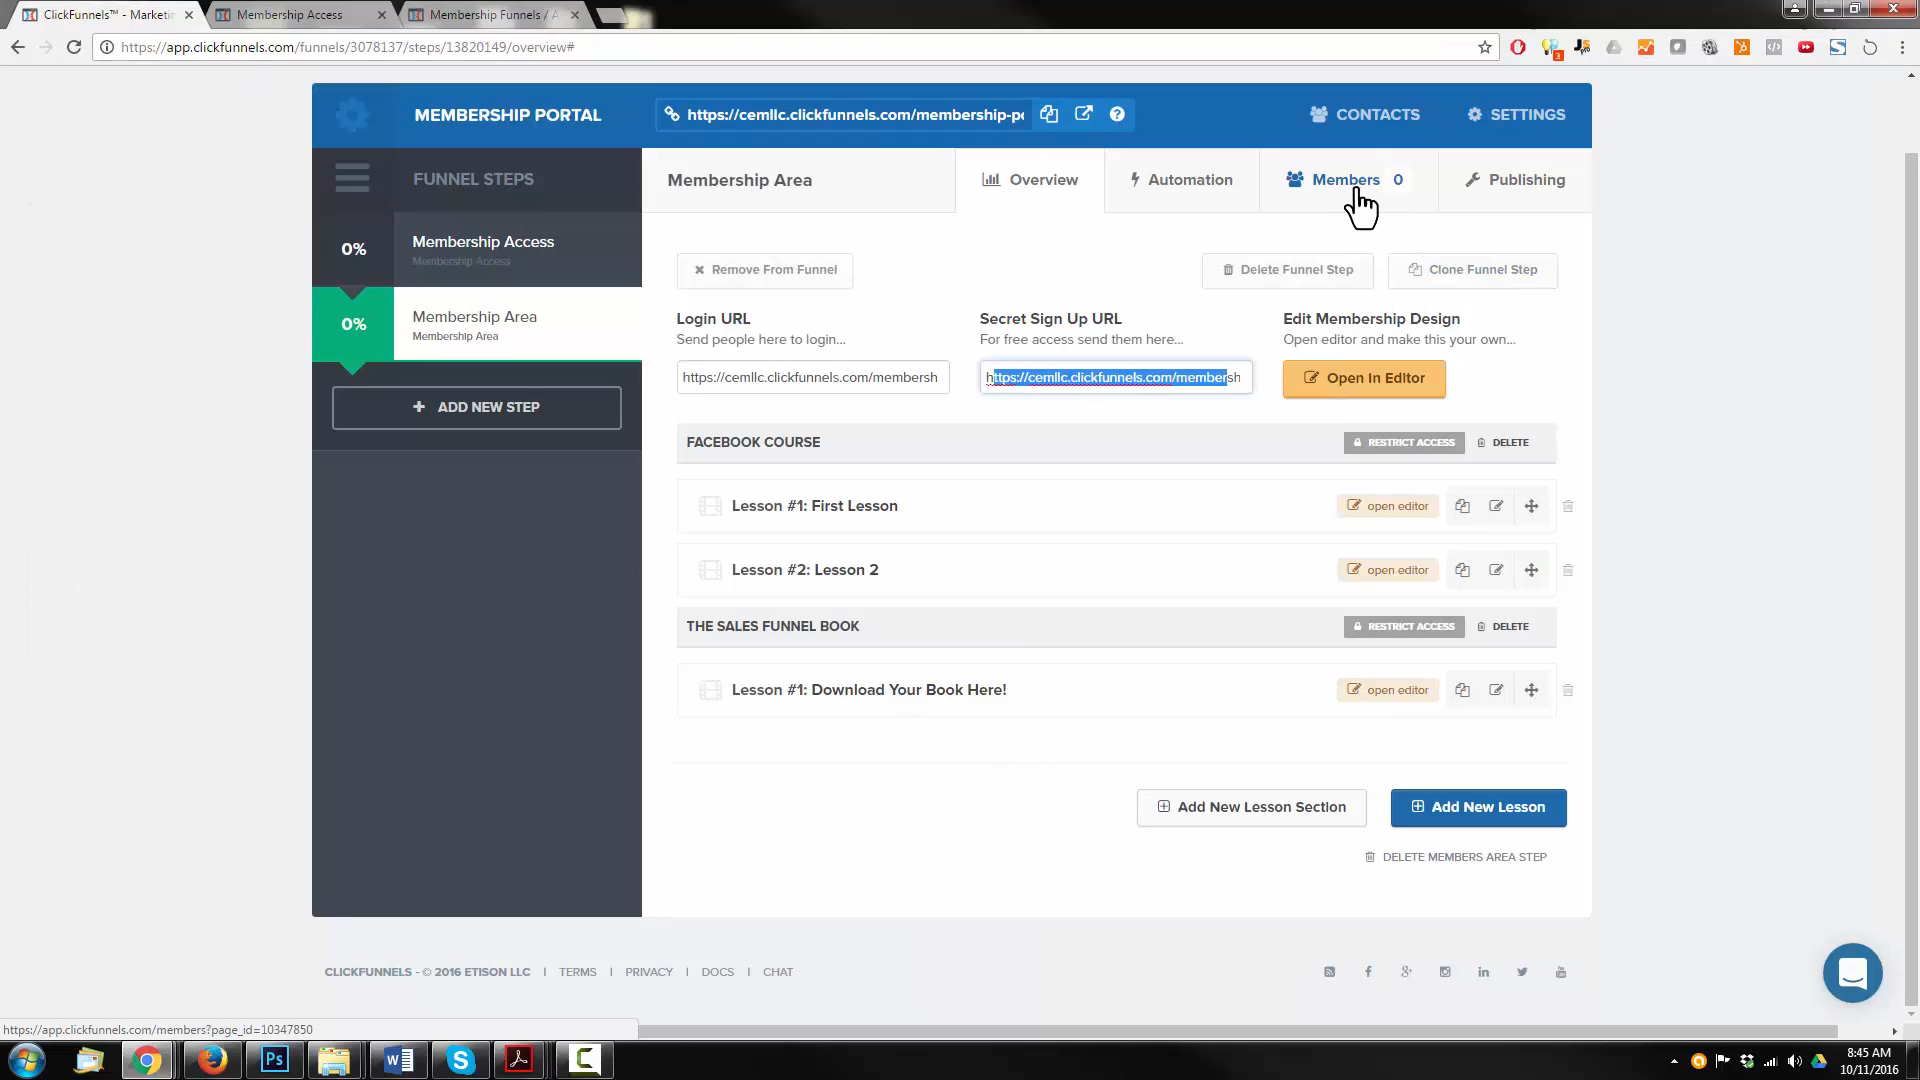 ClickFunnels™ - Marketin
Membership Access
Membership Funnels / A
https://app.clickfunnels.com/funnels/3078137/steps/13820149/overview#
3
MEMBERSHIP PORTAL
https://cemllc.clickfunnels.com/membership-po
CONTACTS
SETTINGS
FUNNEL STEPS
Membership Area
Overview
Automation
Members 0
Publishing
0%
Membership Access
Membership Access
0%
Membership Area
Membership Area
ADD NEW STEP
Remove From Funnel
Delete Funnel Step
Clone Funnel Step
Login URL
Send people here to login...
https://cemllc.clickfunnels.com/membersh
Secret Sign Up URL
For free access send them here...
https://cemllc.clickfunnels.com/membersh
Edit Membership Design
Open editor and make this your own...
Open In Editor
FACEBOOK COURSE
RESTRICT ACCESS
DELETE
Lesson #1: First Lesson
open editor
Lesson #2: Lesson 2
open editor
THE SALES FUNNEL BOOK
RESTRICT ACCESS
DELETE
Lesson #1: Download Your Book Here!
open editor
Add New Lesson Section
Add New Lesson
DELETE MEMBERS AREA STEP
CLICKFUNNELS - © 2016 ETISON LLC | TERMS | PRIVACY | DOCS | CHAT
https://app.clickfunnels.com/members?page_id=10347850
8:45 AM
10/11/2016